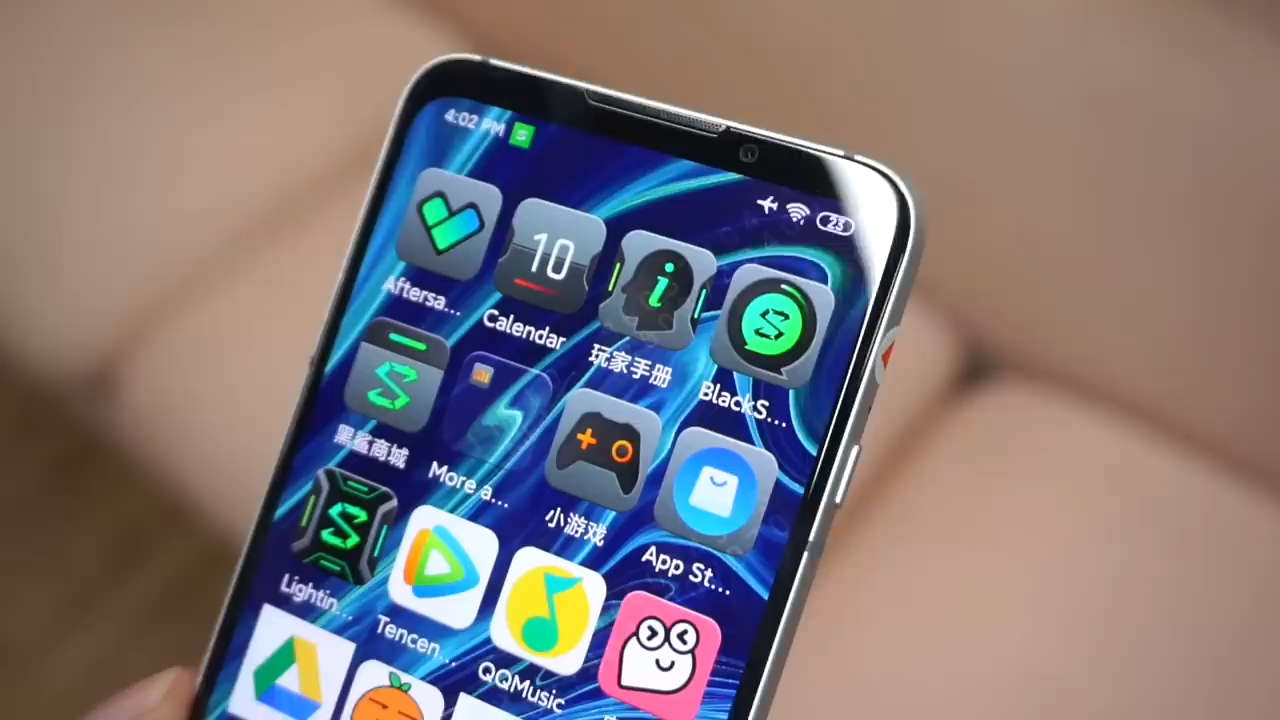 4:02 PM
23
10
i
Aftersa...
Calendar
玩家手册
BlackS...
黑鲨商城
More a...
小游戏
App St...
Lightin...
Tencen...
QQMusic